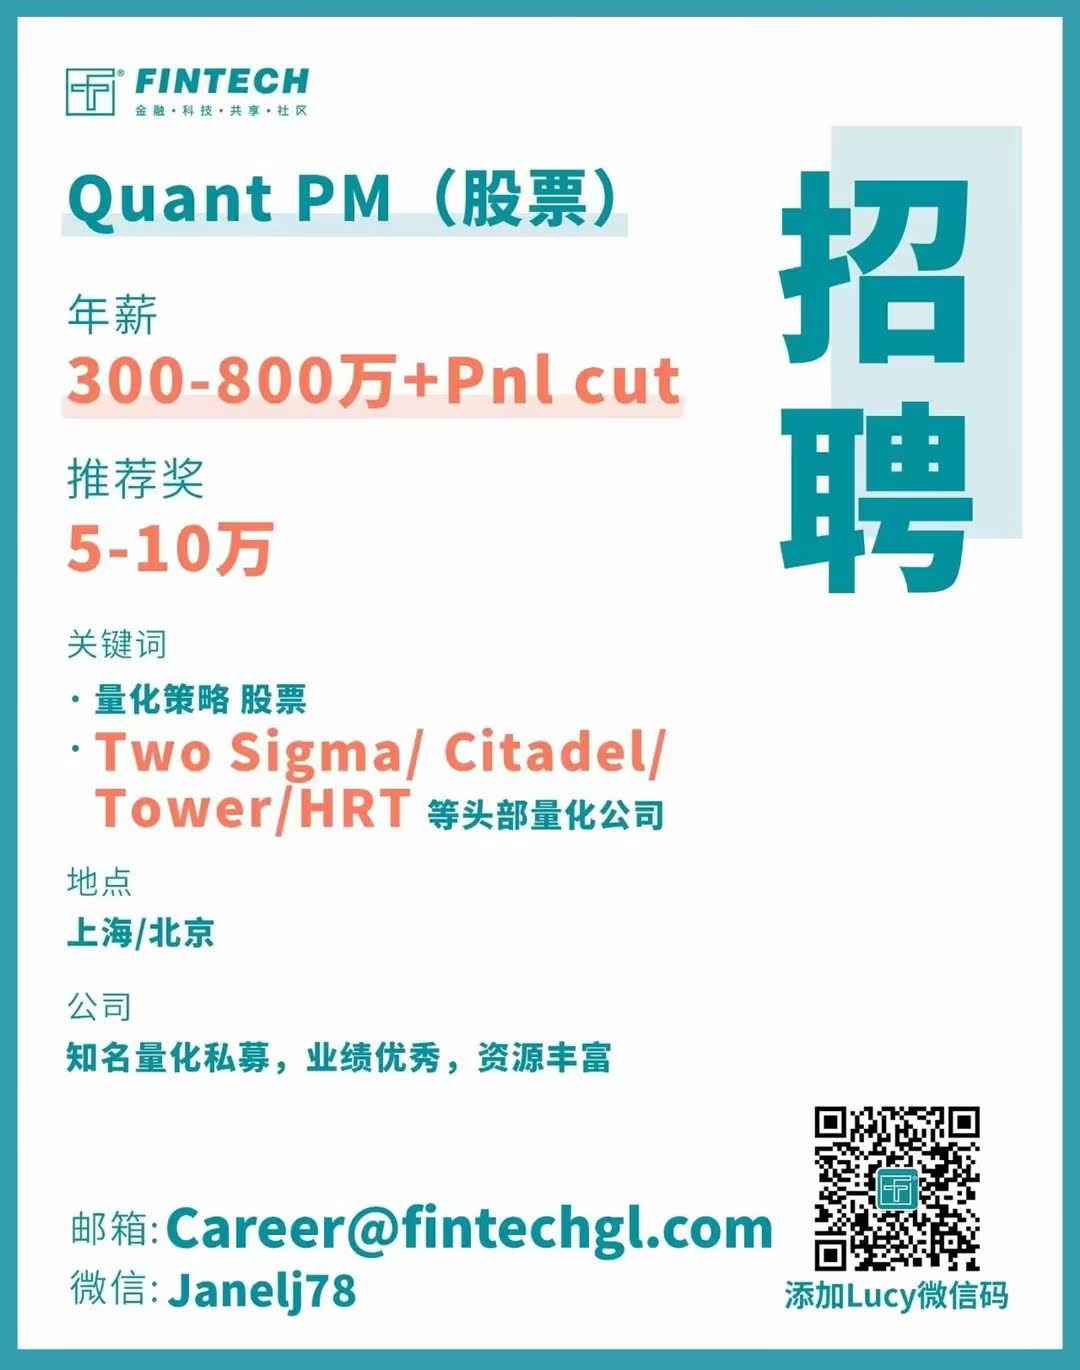 FINTECH
金融·科技·共享·社区
Quant PM（股票）
招聘
年薪
300-800万+Pnl cut
推荐奖
5-10万
关键词
· 量化策略 股票
· Two Sigma/ Citadel/
Tower/HRT 等头部量化公司
地点
上海/北京
公司
知名量化私募，业绩优秀，资源丰富
邮箱: Career@fintechgl.com
微信: Janelj78
添加Lucy微信码